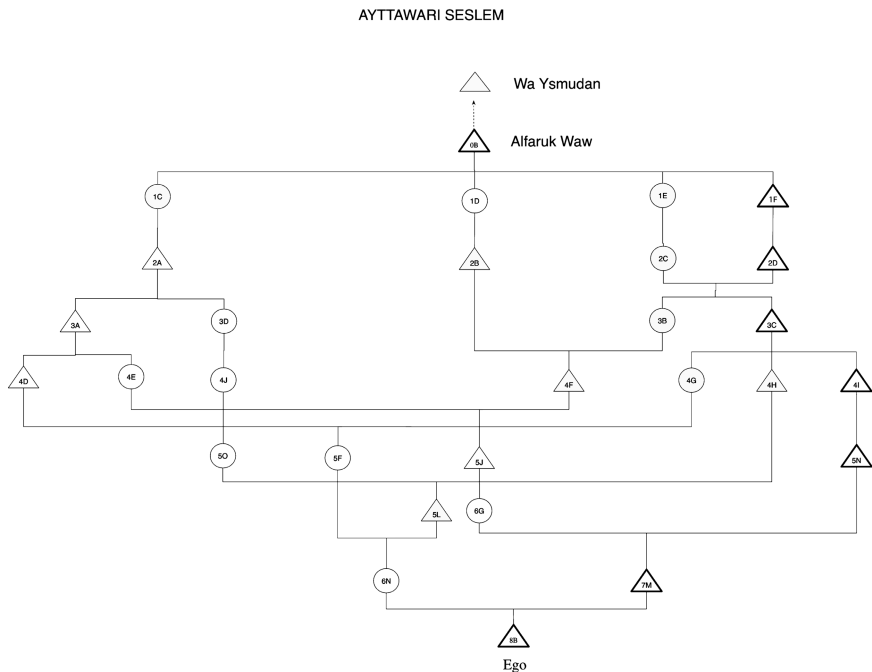 AYTTAWARI SESLEM
Wa Ysmudan
0B Alfaruk Waw
1C 1D 1E 1F
2A 2B 2C 2D
3A 3D 3B 3C
4D 4E 4J 4F 4G 4H 4I
5O 5F 5J 5N
5L 6G
6N 7M
8B
Ego